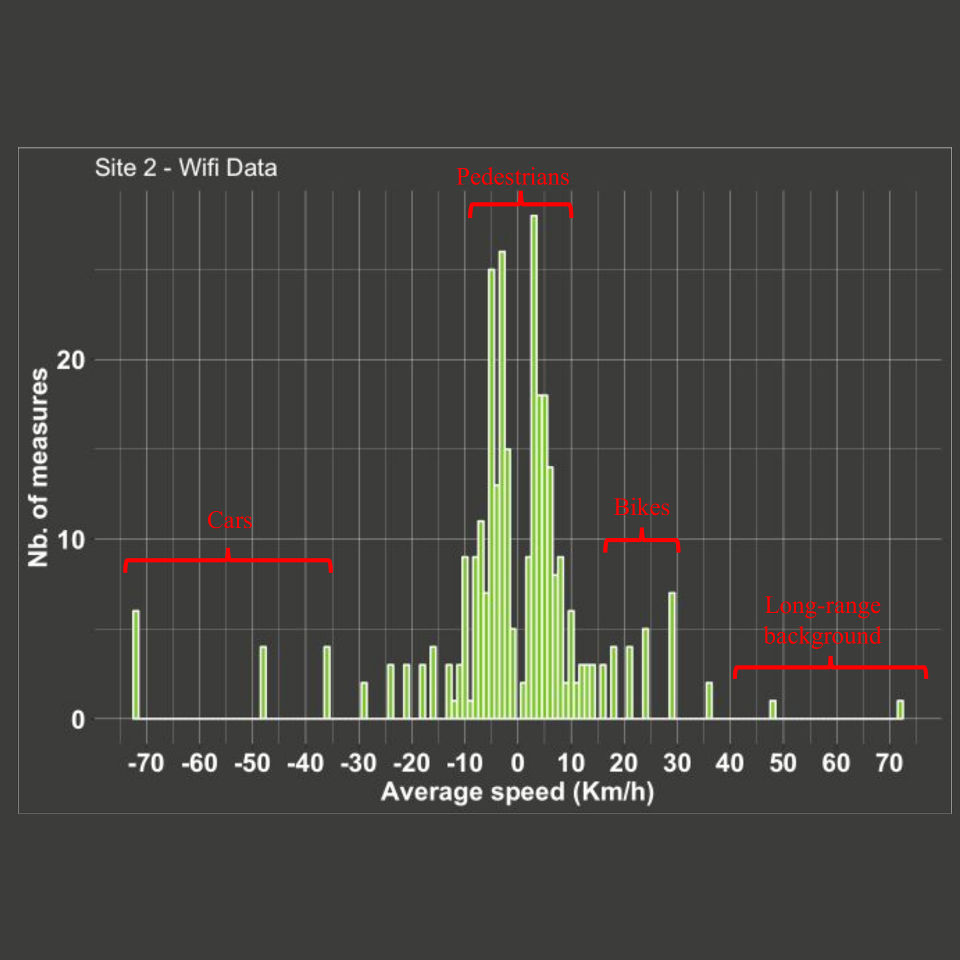 Site 2 - Wifi Data
Pedestrians
20
Cars
Bikes
10
Long-range
background
0
Nb. of measures
-70 -60 -50 -40 -30 -20 -10 0 10 20 30 40 50 60 70
Average speed (Km/h)